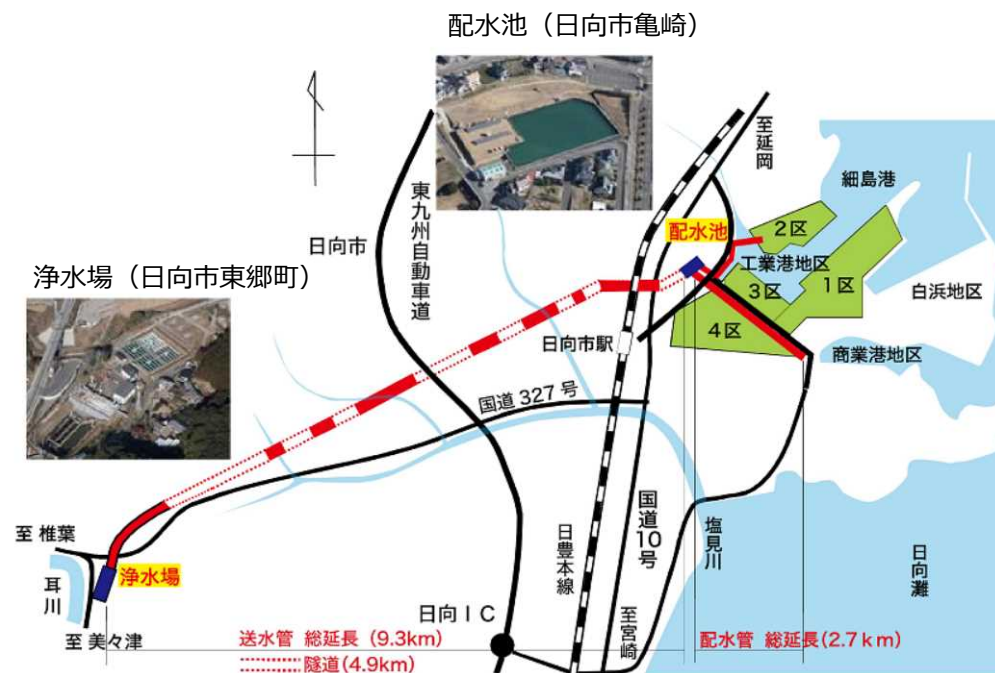 配水池（日向市亀崎）
至延岡
細島港
東九州自動車道
2区
配水池
日向市
工業港地区
1区
浄水場（日向市東郷町）
3区
白浜地区
4区
日向市駅
商業港地区
国道327号
国道10号
塩見川
至 椎葉
日豊本線
日向灘
浄水場
耳川
日向ＩＣ
至宮崎
至 美々津
送水管 総延長（9.3km）
配水管 総延長(2.7ｋｍ)
隧道(4.9km)